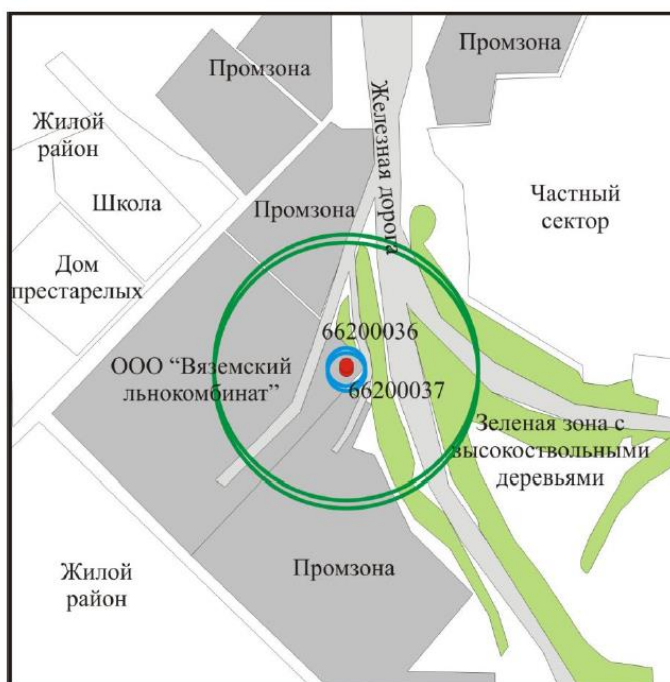 Промзона
Промзона
Железная дорога
Жилой
район
Школа
Промзона
Частный
сектор
Дом
престарелых
66200036
ООО “Вяземский
льнокомбинат”
66200037
Зеленая зона с
высокоствольными
деревьями
Жилой
район
Промзона